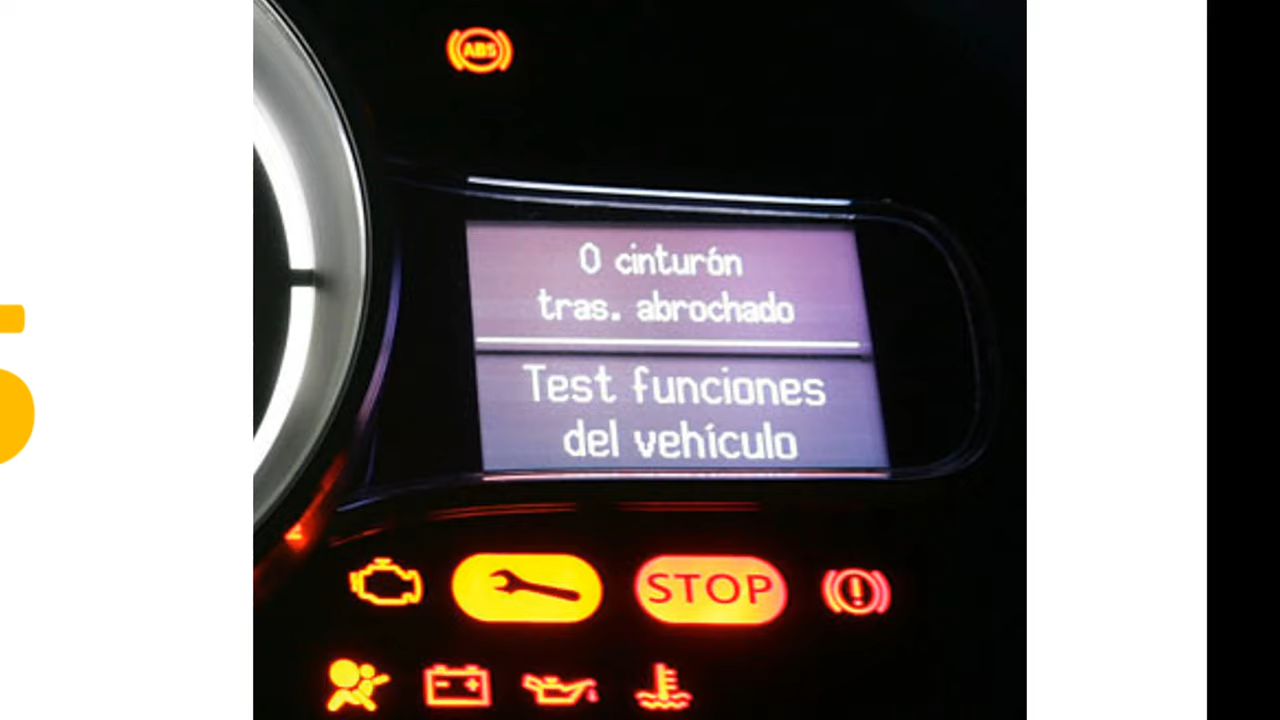 ABS
0 cinturón
tras. abrochado
Test funciones
del vehículo
STOP